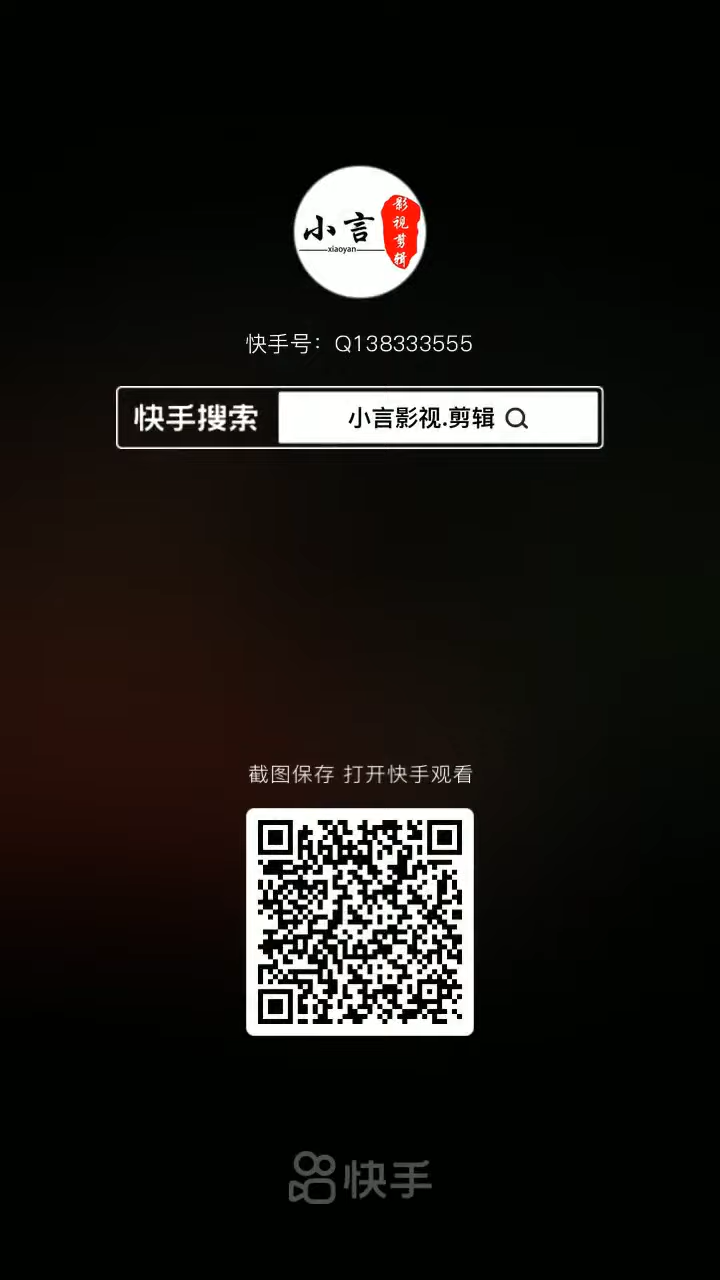 小言
xiaoyan
影视剪辑
快手号：Q138333555
快手搜索 小言影视.剪辑
截图保存 打开快手观看
快手